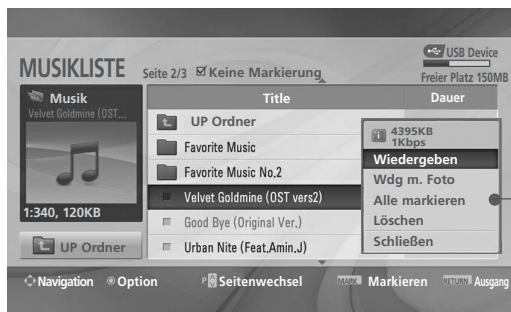 USB Device
MUSIKLISTE Seite 2/3 Keine Markierung Freier Platz 150MB
Musik Title Dauer
Velvet Goldmine (OST...
UP Ordner
4395KB
1Kbps
Favorite Music
Wiedergeben
Favorite Music No.2
Wdg m. Foto
Velvet Goldmine (OST vers2)
Alle markieren
1:340, 120KB
Good Bye (Original Ver.)
Löschen
UP Ordner
Urban Nite (Feat,Amin,J)
Schließen
Navigation Option P Seitenwechsel MARK Markieren RETURN Ausgang